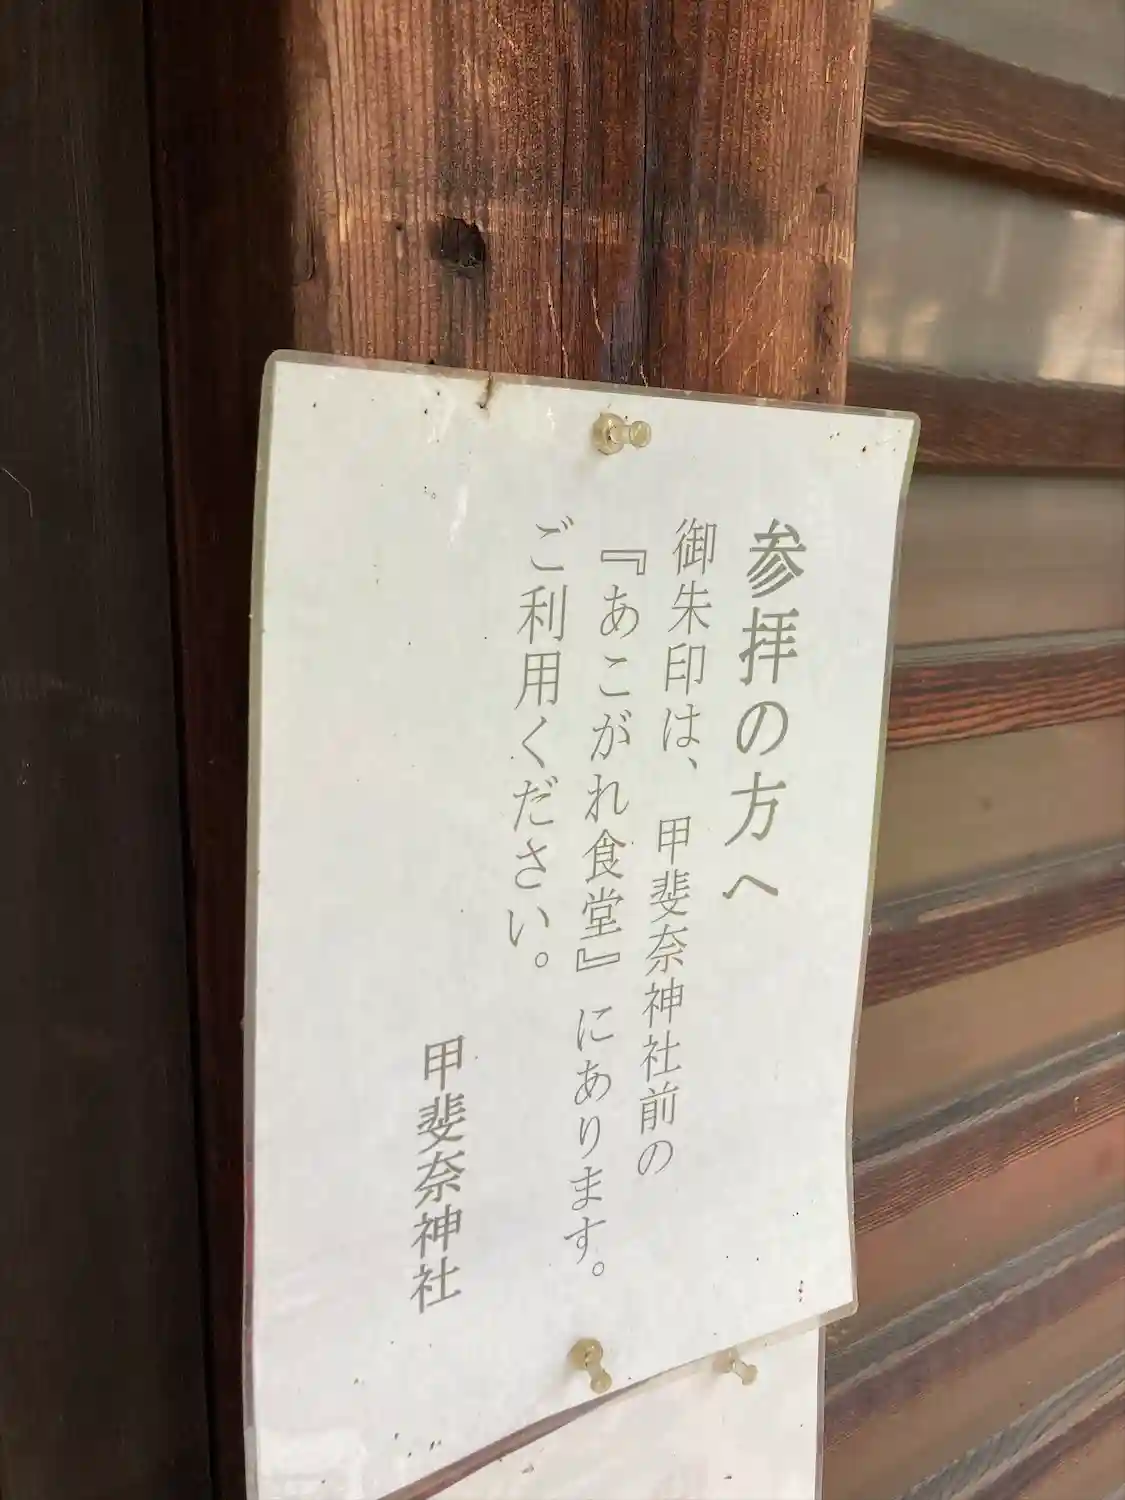 参拝の方へ
御朱印は、甲斐奈神社前の
『あこがれ食堂』にあります。
ご利用ください。
甲斐奈神社